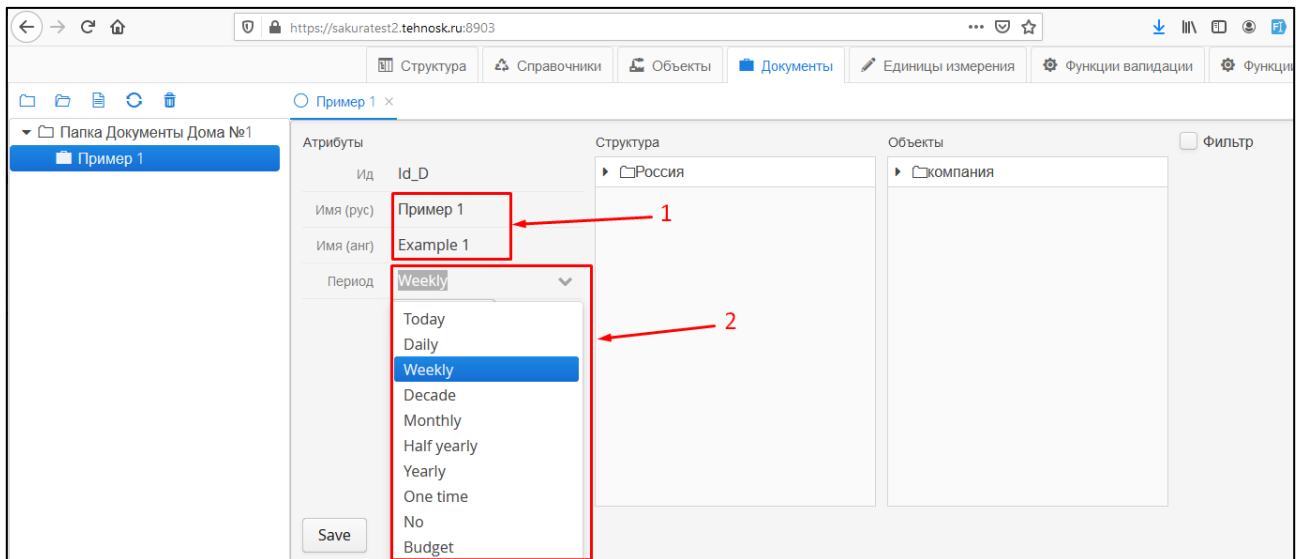 https://sakuratest2.tehnosk.ru:8903
Структура Справочники Объекты Документы Единицы измерения Функции валидации Функци
Пример 1 ×
Папка Документы Дома №1
Пример 1
Атрибуты Структура Объекты Фильтр
Ид Id_D Россия компания
Имя (рус) Пример 1 1
Имя (анг) Example 1
Период Weekly
Today 2
Daily
Weekly
Decade
Monthly
Half yearly
Yearly
One time
No
Save
Budget